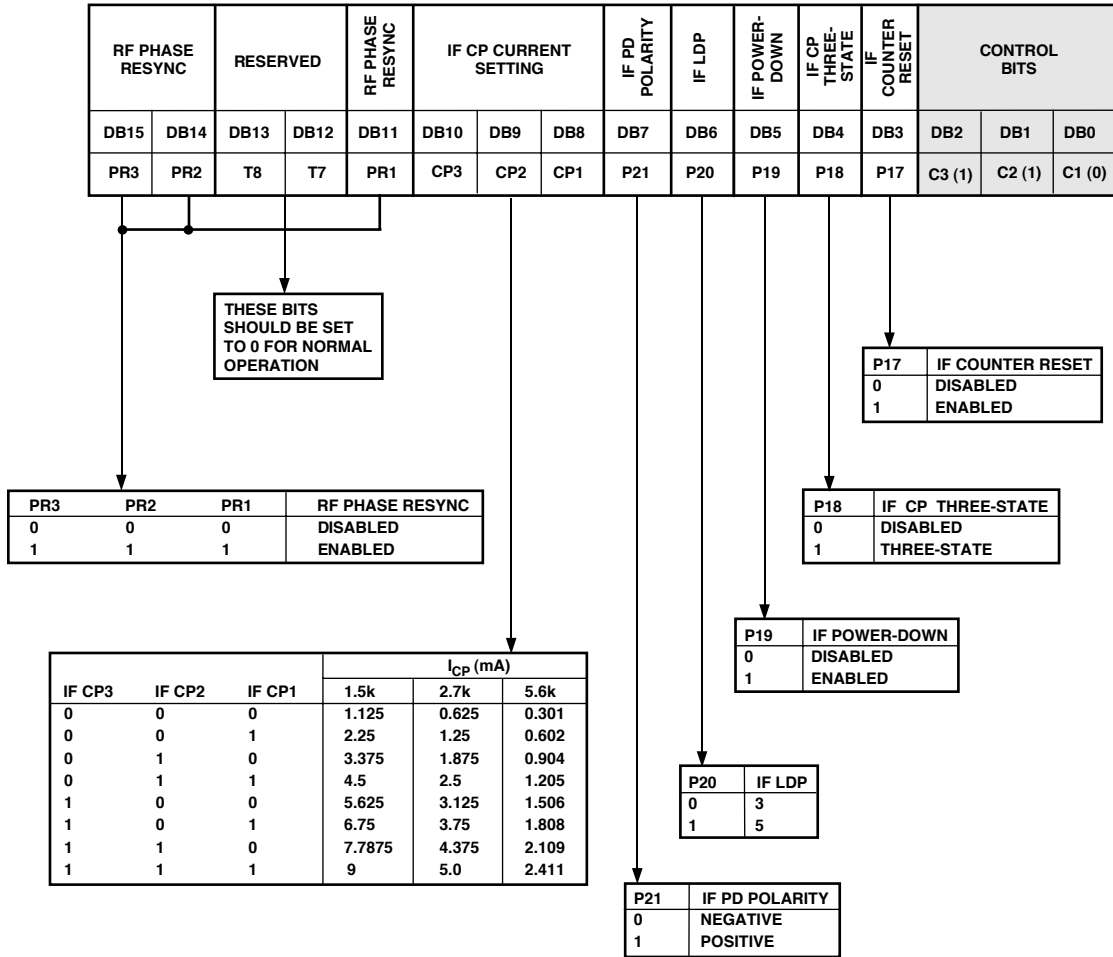 RF PHASE RESYNC RESERVED RF PHASE RESYNC IF CP CURRENT SETTING IF PD POLARITY IF LDP IF POWER-DOWN IF CP THREE-STATE IF COUNTER RESET CONTROL BITS
DB15 DB14 DB13 DB12 DB11 DB10 DB9 DB8 DB7 DB6 DB5 DB4 DB3 DB2 DB1 DB0
PR3 PR2 T8 T7 PR1 CP3 CP2 CP1 P21 P20 P19 P18 P17 C3 (1) C2 (1) C1 (0)
THESE BITS
SHOULD BE SET
TO 0 FOR NORMAL
OPERATION
P17 IF COUNTER RESET
0 DISABLED
1 ENABLED
PR3 PR2 PR1 RF PHASE RESYNC
0 0 0 DISABLED
1 1 1 ENABLED
P18 IF CP THREE-STATE
0 DISABLED
1 THREE-STATE
P19 IF POWER-DOWN
0 DISABLED
1 ENABLED
ICP (mA)
IF CP3 IF CP2 IF CP1 1.5k 2.7k 5.6k
0 0 0 1.125 0.625 0.301
0 0 1 2.25 1.25 0.602
0 1 0 3.375 1.875 0.904
0 1 1 4.5 2.5 1.205
1 0 0 5.625 3.125 1.506
1 0 1 6.75 3.75 1.808
1 1 0 7.7875 4.375 2.109
1 1 1 9 5.0 2.411
P20 IF LDP
0 3
1 5
P21 IF PD POLARITY
0 NEGATIVE
1 POSITIVE